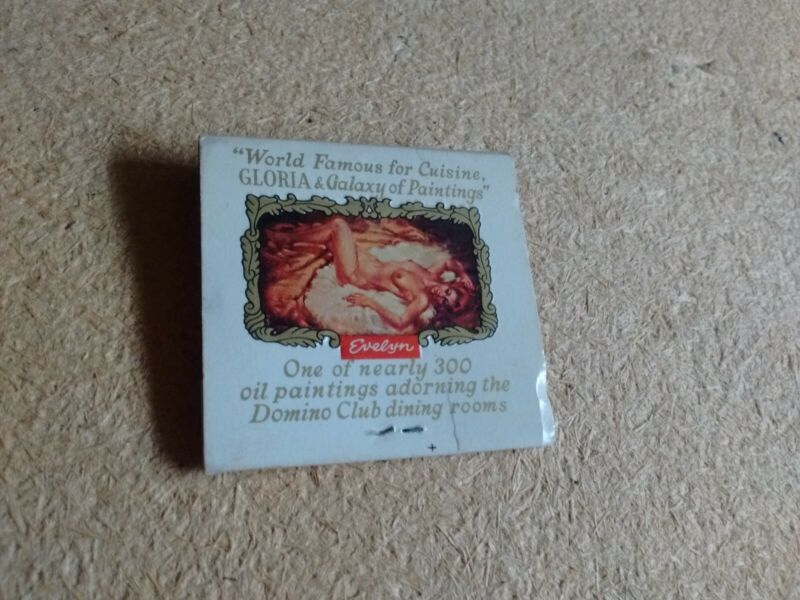 “World Famous for Cuisine,
GLORIA & Galaxy of Paintings”
Evelyn
One of nearly 300
oil paintings adorning the
Domino Club dining rooms